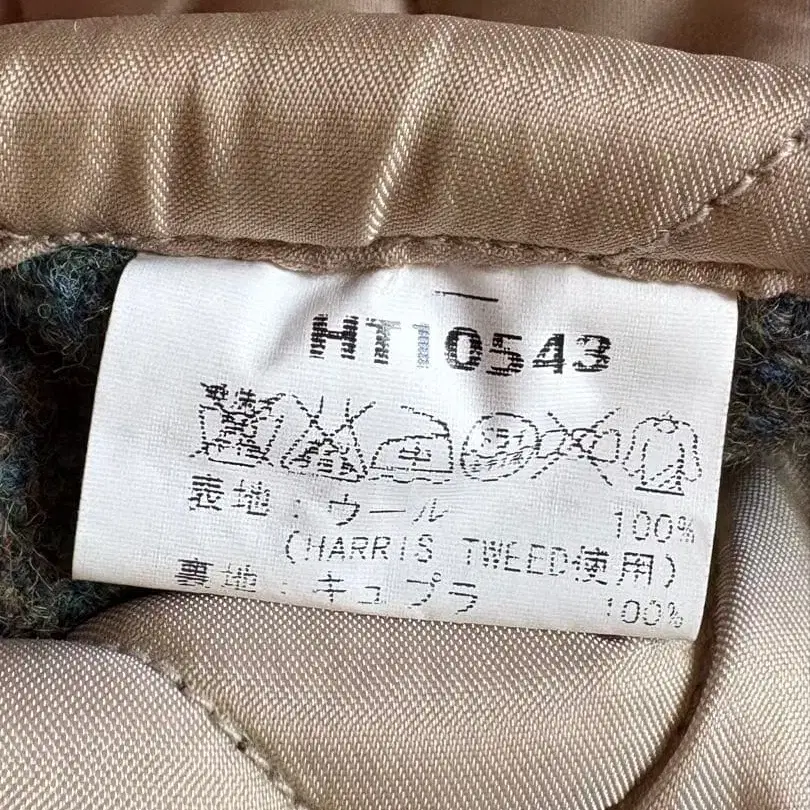 HT10543
中
表地：ウール 100%
(HARRIS TWEED使用)
裏地：キュプラ 100%